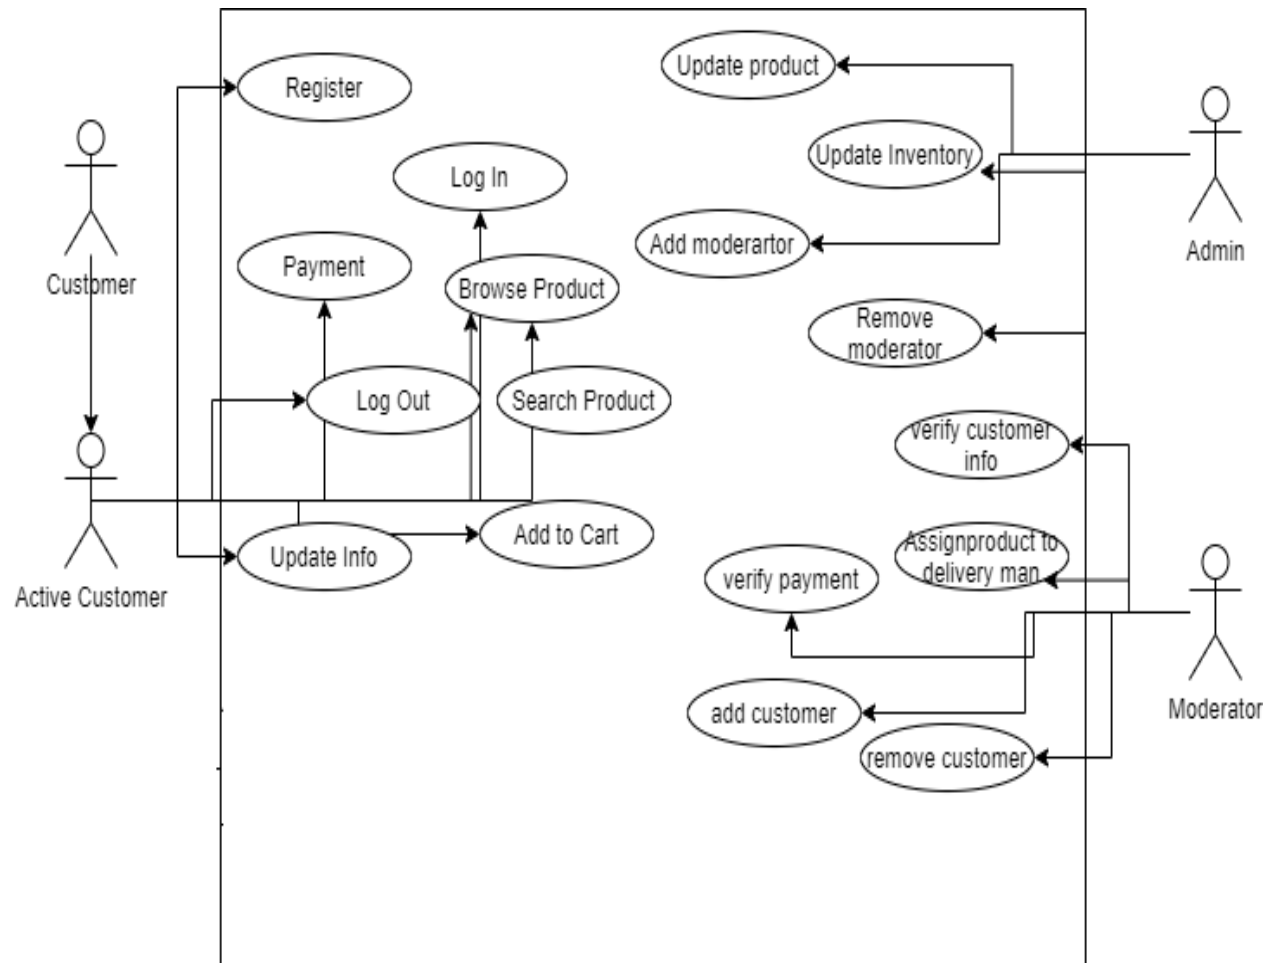 Register
Log In
Payment
Browse Product
Log Out
Search Product
Add to Cart
Update Info
Customer
Active Customer
Update product
Update Inventory
Add moderartor
Remove
moderator
Admin
verify customer
info
Assignproduct to
delivery man
verify payment
add customer
remove customer
Moderator